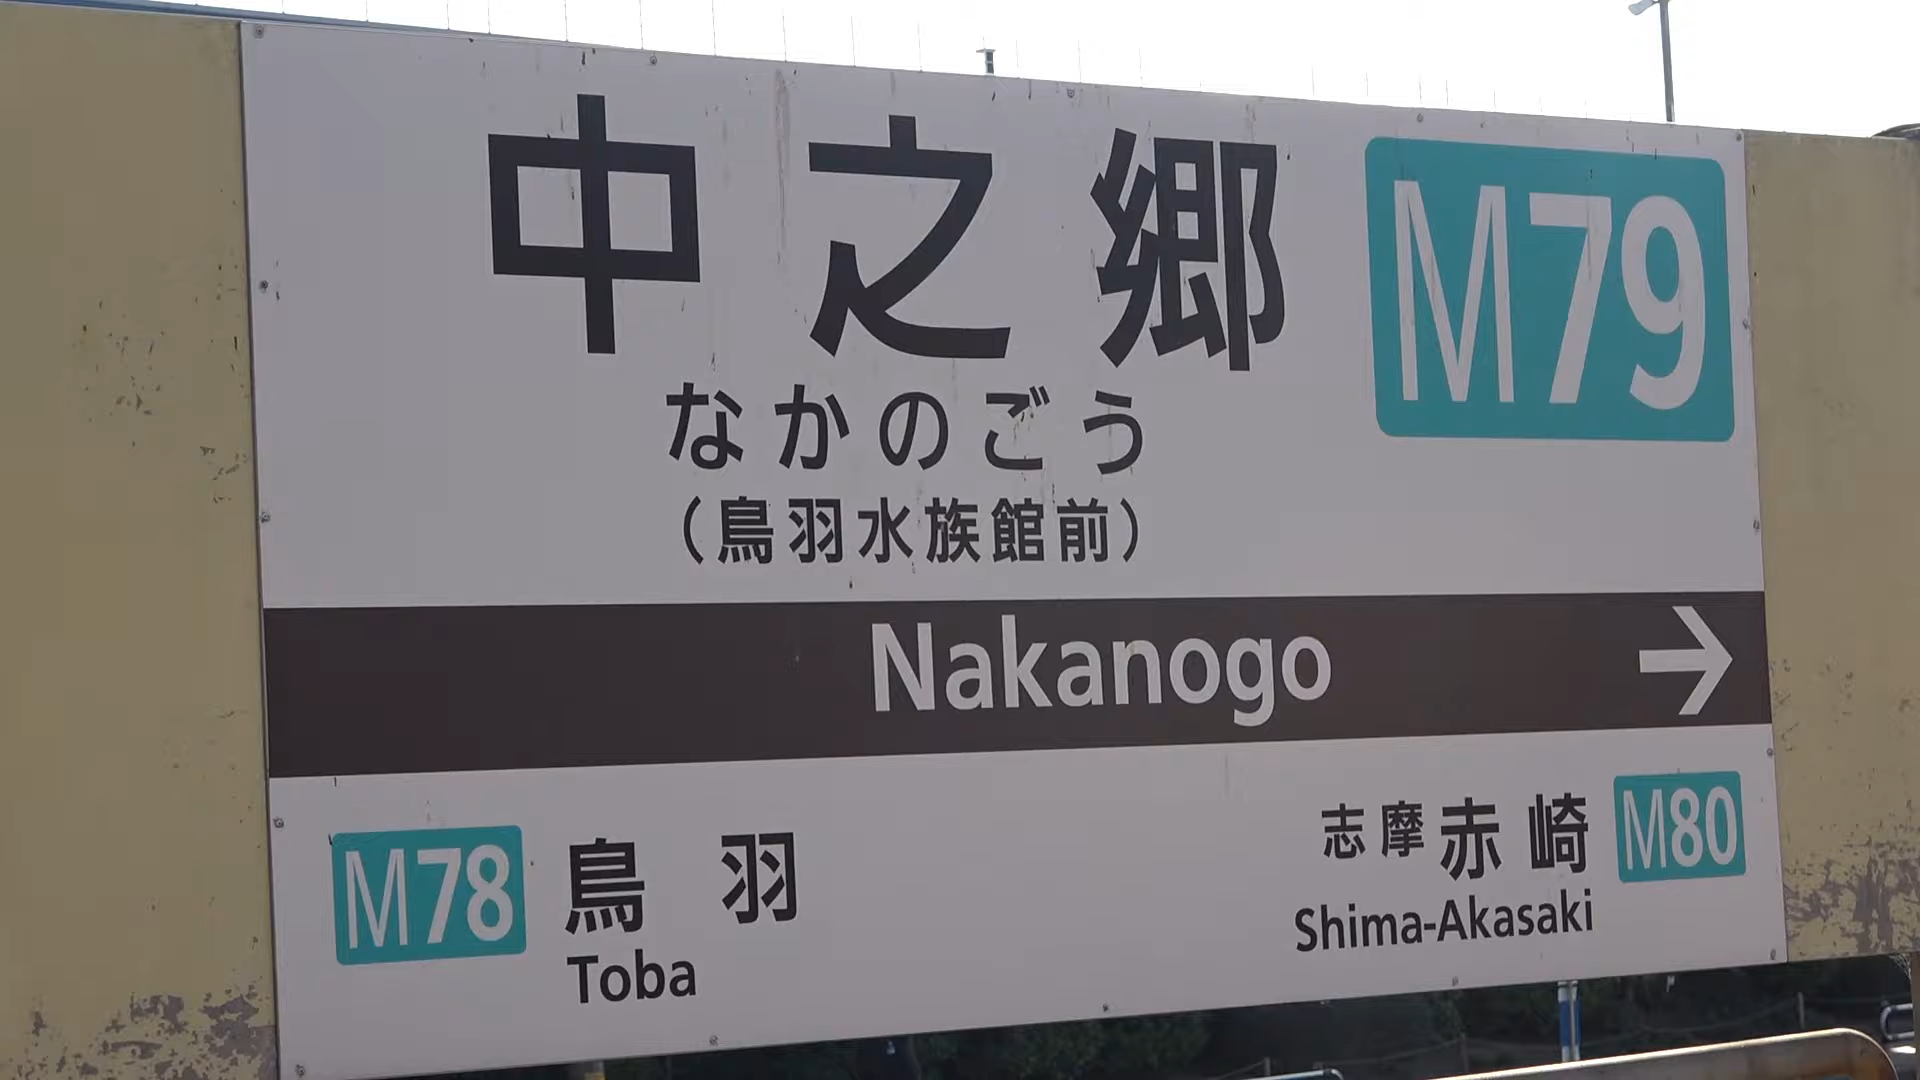 中之郷 M79
なかのごう
(鳥羽水族館前)
Nakanogo →
M78 鳥羽 志摩赤崎 M80
Toba Shima-Akasaki